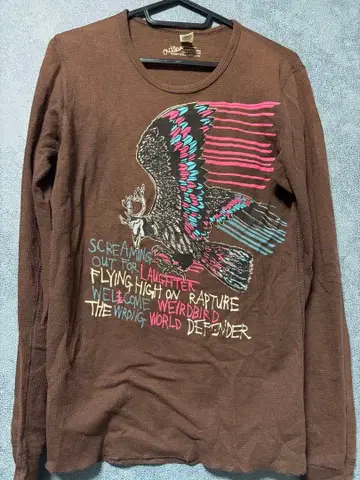 SCREAMING
OUT FOR LAUGHTER
FLYING HIGH ON RAPTURE
WELCOME WEIRDBIRD
THE WRONG WORLD DEFENDER